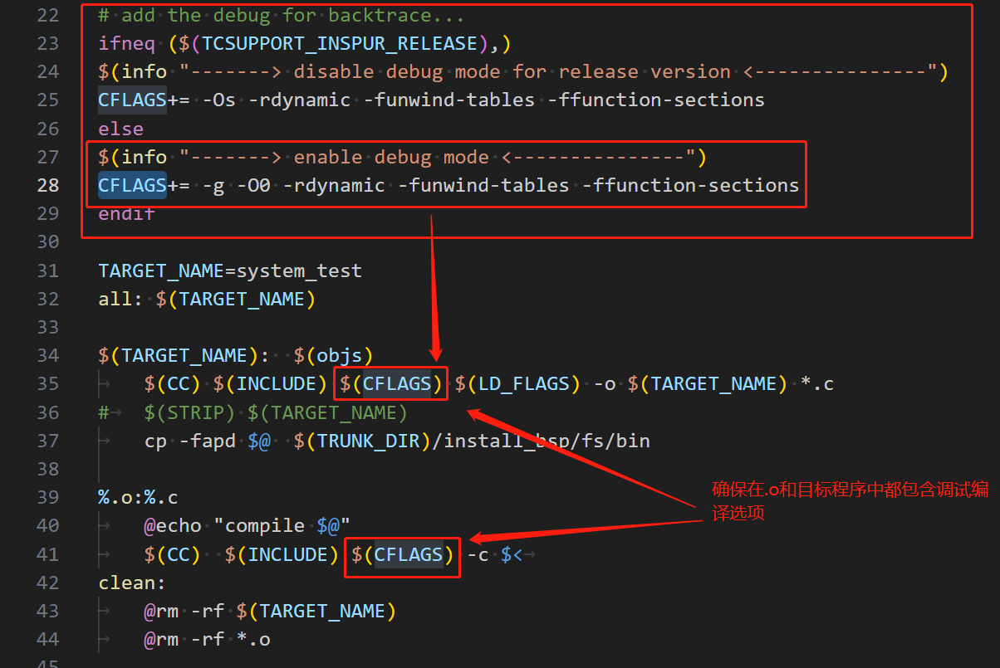 22 # add the debug for backtrace...
23 ifneq ($(TCSUPPORT_INSPUR_RELEASE),)
24 $(info "-------> disable debug mode for release version <---------------")
25 CFLAGS+= -Os -rdynamic -funwind-tables -ffunction-sections
26 else
27 $(info "-------> enable debug mode <---------------")
28 CFLAGS+= -g -O0 -rdynamic -funwind-tables -ffunction-sections
29 endif
30
31 TARGET_NAME=system_test
32 all: $(TARGET_NAME)
33
34 $(TARGET_NAME):  $(objs)
35 $(CC) $(INCLUDE) $(CFLAGS) $(LD_FLAGS) -o $(TARGET_NAME) *.c
36 # $(STRIP) $(TARGET_NAME)
37 cp -fapd $@  $(TRUNK_DIR)/install_bsp/fs/bin
38
39 %.o:%.c
40 @echo "compile $@"
41 $(CC)  $(INCLUDE) $(CFLAGS) -c $<
42 clean:
43 @rm -rf $(TARGET_NAME)
44 @rm -rf *.o
45
确保在.o和目标程序中都包含调试编
译选项